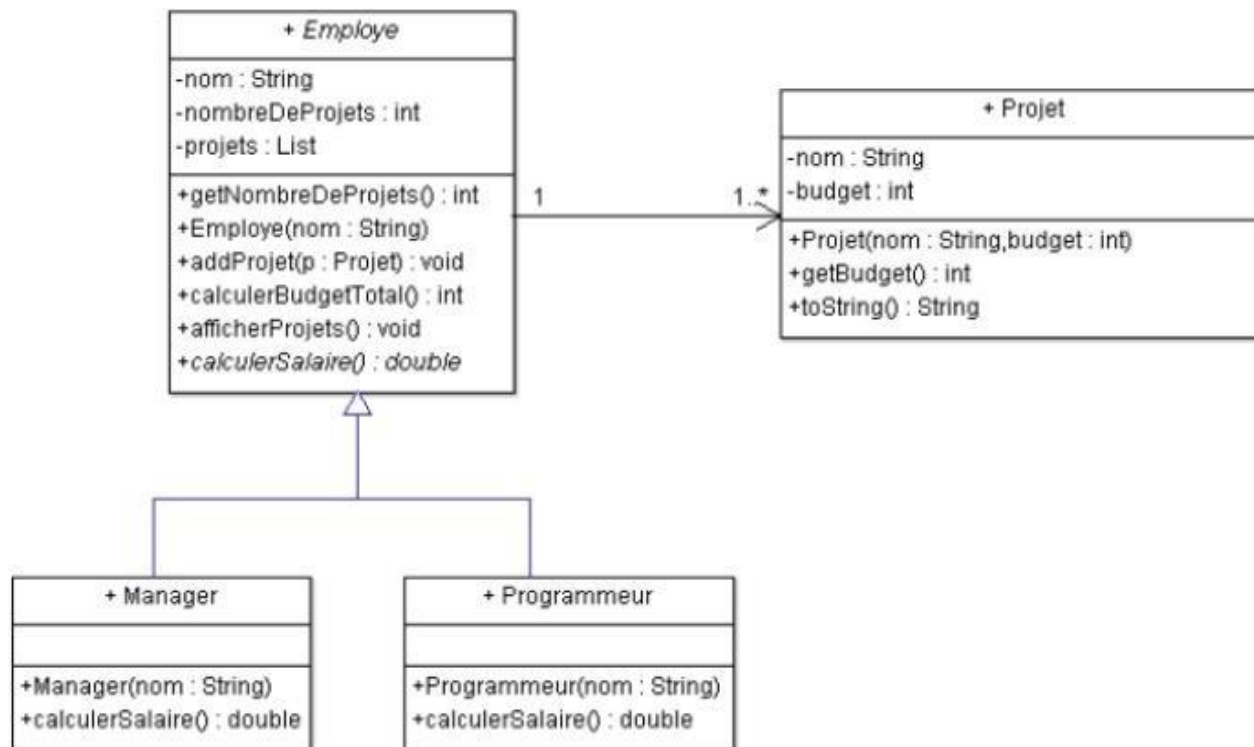 + Employe
-nom : String
-nombreDeProjets : int
-projets : List
+getNombreDeProjets() : int
+Employe(nom : String)
+addProjet(p : Projet) : void
+calculerBudgetTotal() : int
+afficherProjets() : void
+calculerSalaire() : double
1
1..*
+ Projet
-nom : String
-budget : int
+Projet(nom : String,budget : int)
+getBudget() : int
+toString() : String
+ Manager
+Manager(nom : String)
+calculerSalaire() : double
+ Programmeur
+Programmeur(nom : String)
+calculerSalaire() : double